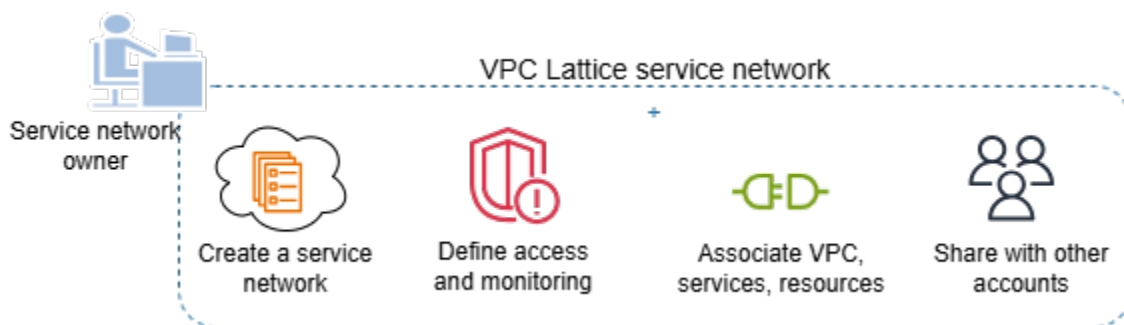 VPC Lattice service network
Service network
owner
Create a service
network
Define access
and monitoring
Associate VPC,
services, resources
Share with other
accounts